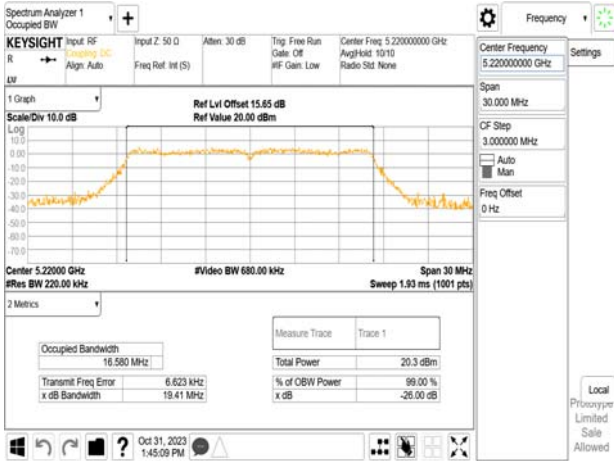 Spectrum Analyzer 1
Occupied BW
Frequency
KEYSIGHT
Input: RF
Coupling: DC
Align: Auto
Input Z: 50 Ω
Freq Ref: Int (S)
Atten: 30 dB
Trig: Free Run
Gate: Off
#IF Gain: Low
Center Freq: 5.220000000 GHz
Avg|Hold: 10/10
Radio Std: None
R
Center Frequency
5.220000000 GHz
Settings
Span
30.000 MHz
CF Step
3.000000 MHz
Auto
Man
Freq Offset
0 Hz
1 Graph
Scale/Div 10.0 dB
Ref Lvl Offset 15.65 dB
Ref Value 20.00 dBm
Log
10.0
0.00
-10.0
-20.0
-30.0
-40.0
-50.0
-60.0
-70.0
Center 5.22000 GHz
#Res BW 220.00 kHz
#Video BW 680.00 kHz
Span 30 MHz
Sweep 1.93 ms (1001 pts)
2 Metrics
Measure Trace
Trace 1
Occupied Bandwidth
16.580 MHz
Total Power
20.3 dBm
Transmit Freq Error
6.623 kHz
% of OBW Power
99.00 %
x dB Bandwidth
19.41 MHz
x dB
-26.00 dB
Local
Prototype
Limited
Sale
Allowed
Oct 31, 2023
1:45:09 PM